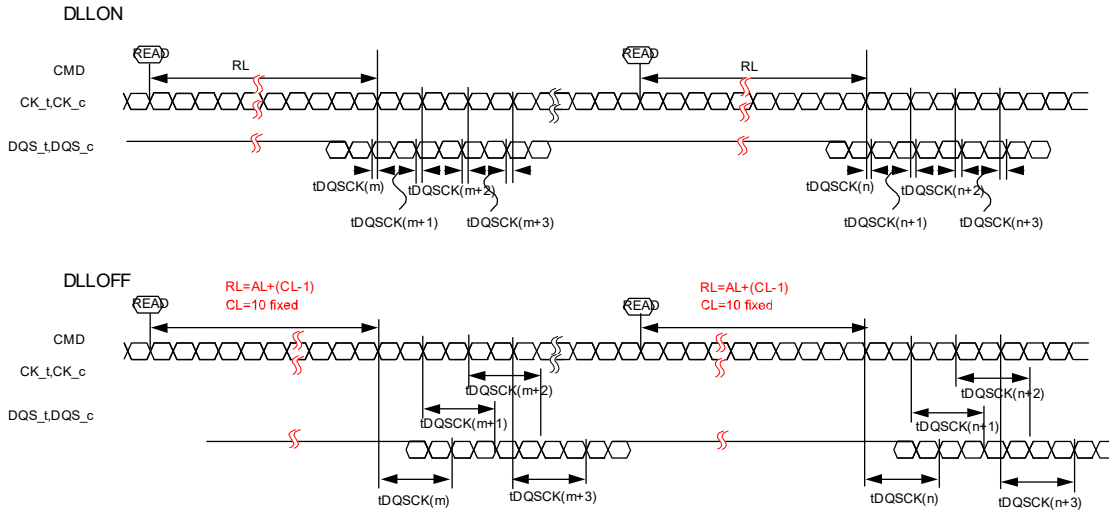 DLLON
READ
READ
CMD
RL
RL
CK_t,CK_c
DQS_t,DQS_c
tDQSCK(m)
tDQSCK(m+2)
tDQSCK(n)
tDQSCK(n+2)
tDQSCK(m+1)
tDQSCK(m+3)
tDQSCK(n+1)
tDQSCK(n+3)
DLLOFF
RL=AL+(CL-1)
CL=10 fixed
RL=AL+(CL-1)
CL=10 fixed
READ
READ
CMD
CK_t,CK_c
tDQSCK(m+2)
tDQSCK(n+2)
DQS_t,DQS_c
tDQSCK(m+1)
tDQSCK(n+1)
tDQSCK(m)
tDQSCK(m+3)
tDQSCK(n)
tDQSCK(n+3)